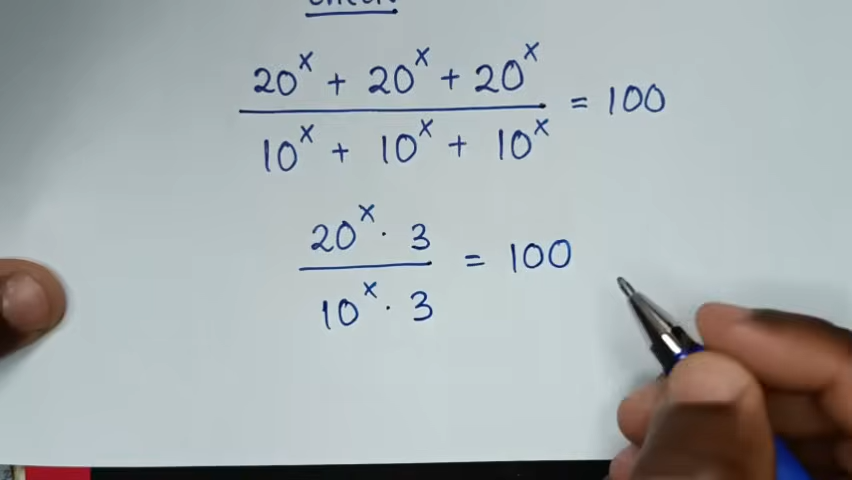 20^x + 20^x + 20^x
10^x + 10^x + 10^x
= 100
20^x · 3
10^x · 3
= 100